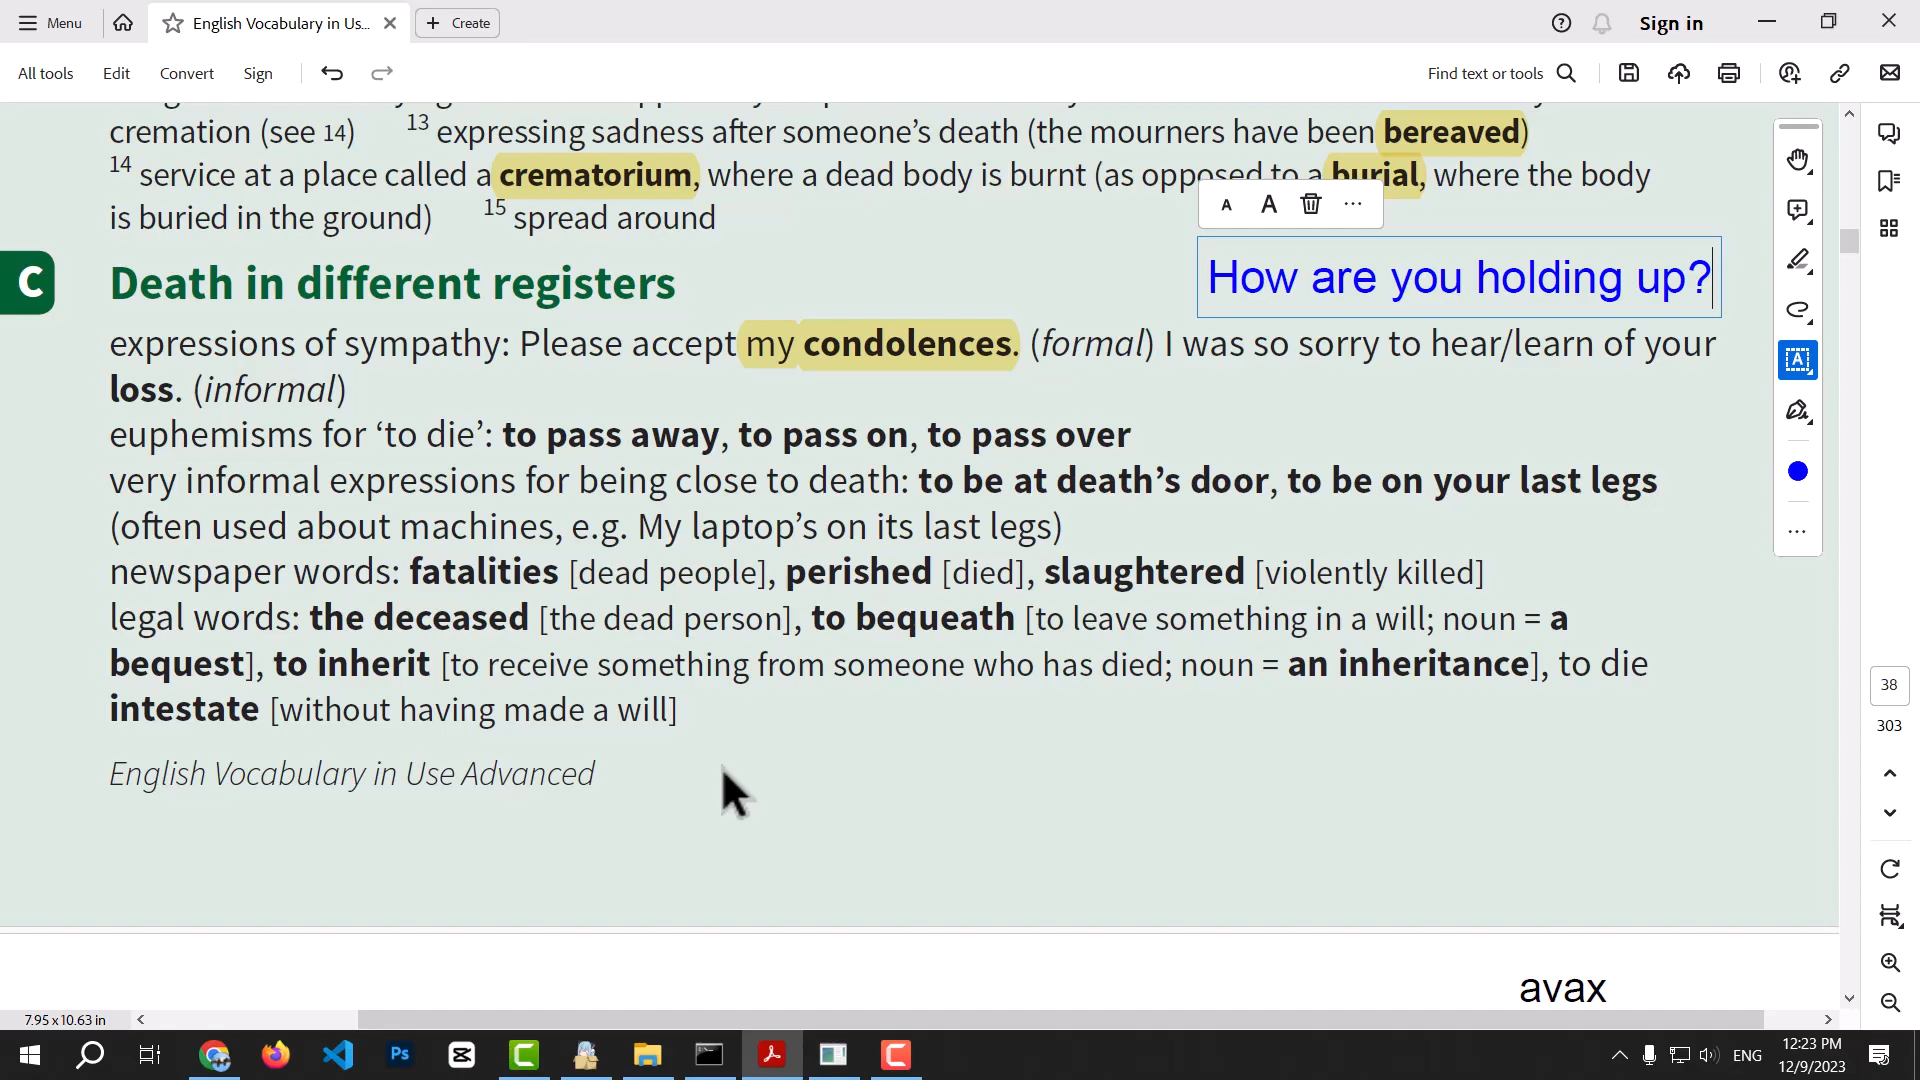 Menu
English Vocabulary in Us...
Create
Sign in
All tools
Edit
Convert
Sign
Find text or tools
cremation (see 14) 13 expressing sadness after someone's death (the mourners have been bereaved)
14 service at a place called a crematorium, where a dead body is burnt (as opposed to a burial, where the body
is buried in the ground) 15 spread around
A A ...
How are you holding up?
C Death in different registers
expressions of sympathy: Please accept my condolences. (formal) I was so sorry to hear/learn of your
loss. (informal)
euphemisms for ‘to die’: to pass away, to pass on, to pass over
very informal expressions for being close to death: to be at death’s door, to be on your last legs
(often used about machines, e.g. My laptop’s on its last legs)
newspaper words: fatalities [dead people], perished [died], slaughtered [violently killed]
legal words: the deceased [the dead person], to bequeath [to leave something in a will; noun = a
bequest], to inherit [to receive something from someone who has died; noun = an inheritance], to die
intestate [without having made a will]
English Vocabulary in Use Advanced
avax
38
303
7.95 x 10.63 in
Ps
ENG
12:23 PM
12/9/2023